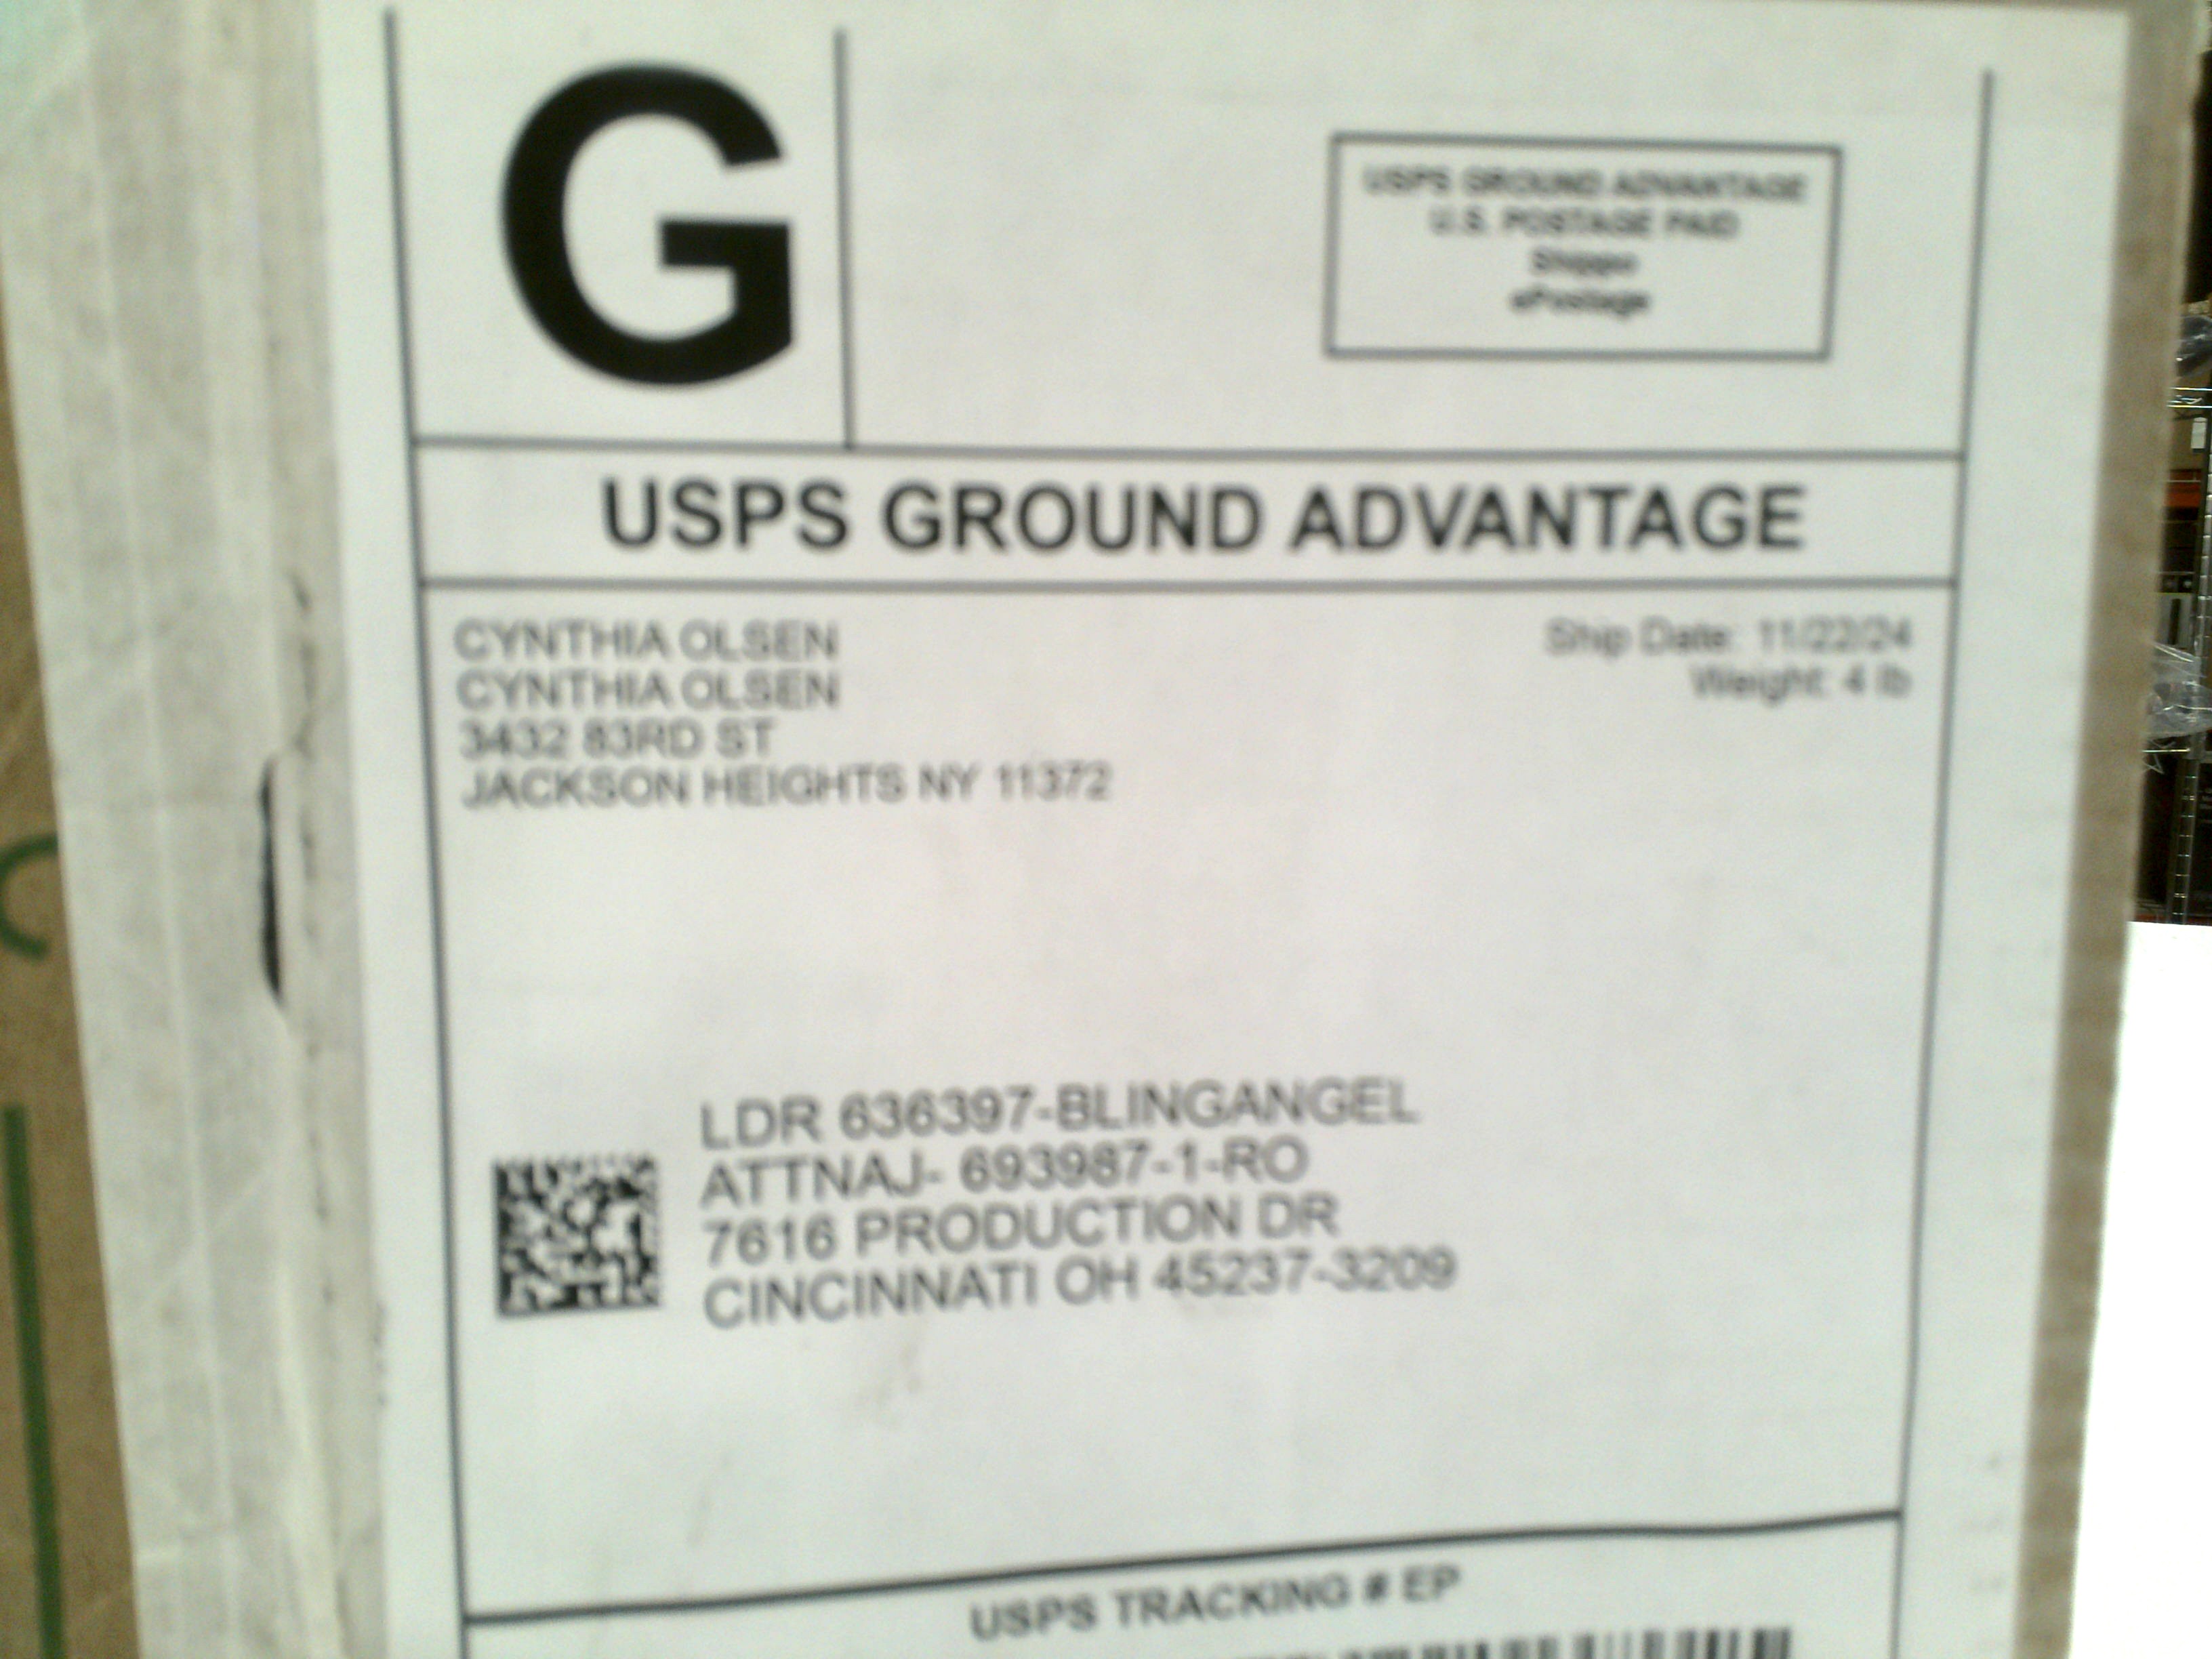 G
USPS GROUND ADVANTAGE
U.S. POSTAGE PAID
Shippo
ePostage
USPS GROUND ADVANTAGE
CYNTHIA OLSEN
CYNTHIA OLSEN
3432 83RD ST
JACKSON HEIGHTS NY 11372
Ship Date: 11/22/24
Weight: 4 lb
LDR 636397-BLINGANGEL
ATTNAJ- 693987-1-RO
7616 PRODUCTION DR
CINCINNATI OH 45237-3209
USPS TRACKING # EP